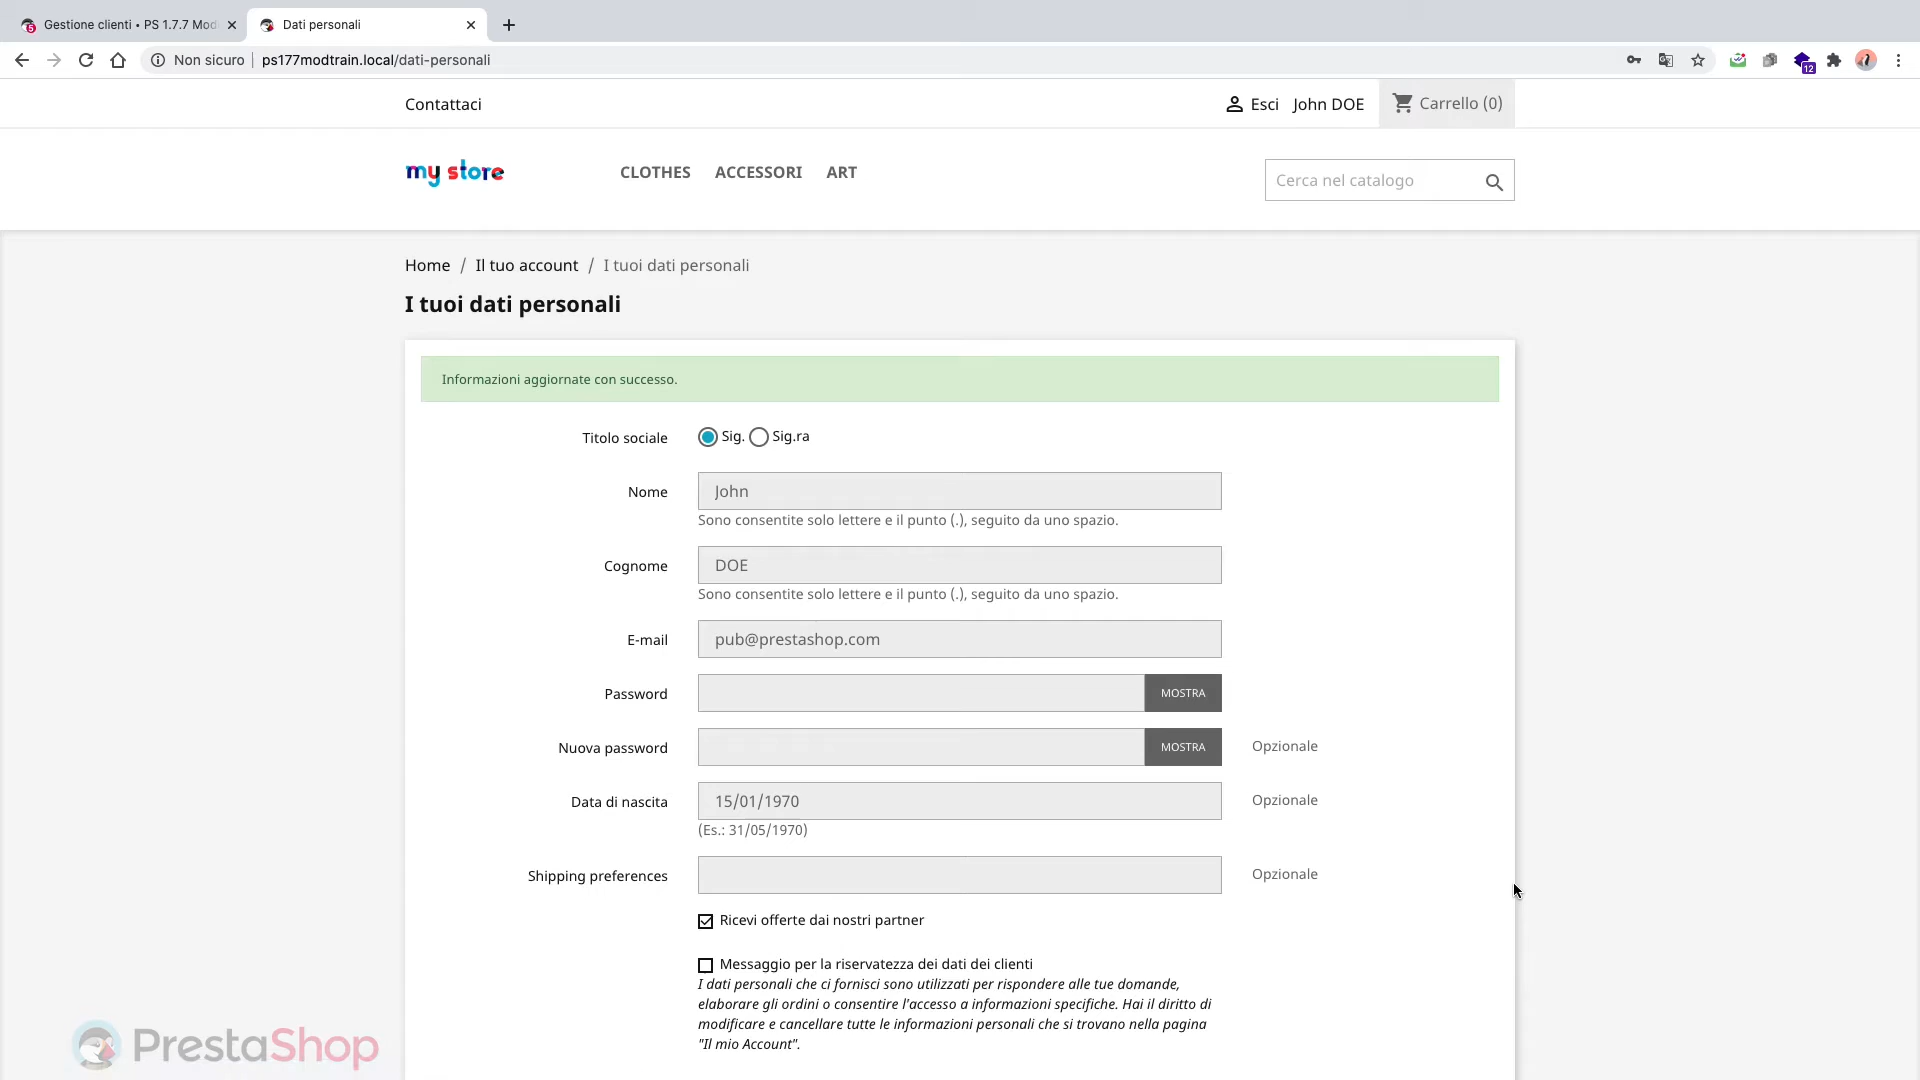 Gestione clienti • PS 1.7.7 Mod
Dati personali
Non sicuro
ps177modtrain.local/dati-personali
12
Contattaci
Esci
John DOE
Carrello (0)
my store
CLOTHES
ACCESSORI
ART
Cerca nel catalogo
Home / Il tuo account / I tuoi dati personali
I tuoi dati personali
Informazioni aggiornate con successo.
Titolo sociale
Sig.
Sig.ra
Nome
John
Sono consentite solo lettere e il punto (.), seguito da uno spazio.
Cognome
DOE
Sono consentite solo lettere e il punto (.), seguito da uno spazio.
E-mail
pub@prestashop.com
Password
MOSTRA
Nuova password
MOSTRA
Opzionale
Data di nascita
15/01/1970
Opzionale
(Es.: 31/05/1970)
Shipping preferences
Opzionale
Ricevi offerte dai nostri partner
Messaggio per la riservatezza dei dati dei clienti
I dati personali che ci fornisci sono utilizzati per rispondere alle tue domande,
elaborare gli ordini o consentire l'accesso a informazioni specifiche. Hai il diritto di
modificare e cancellare tutte le informazioni personali che si trovano nella pagina
"Il mio Account".
PrestaShop